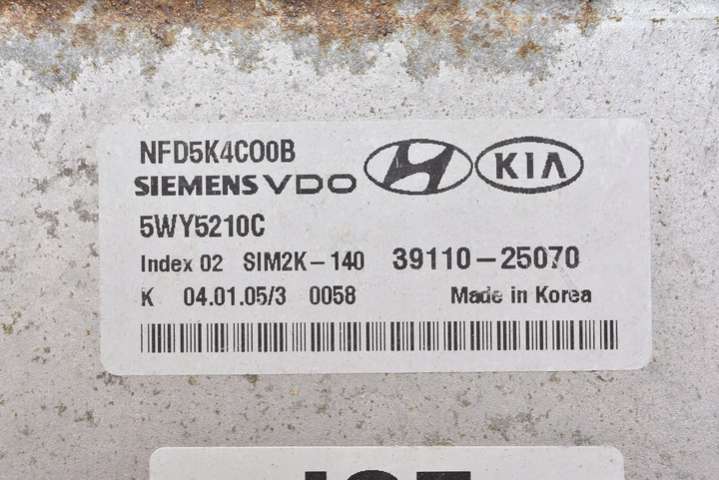 NFD5K4C00B
SIEMENS VDO
KIA
5WY5210C
Index 02 SIM2K-140 39110-25070
K 04.01.05/3 0058 Made in Korea